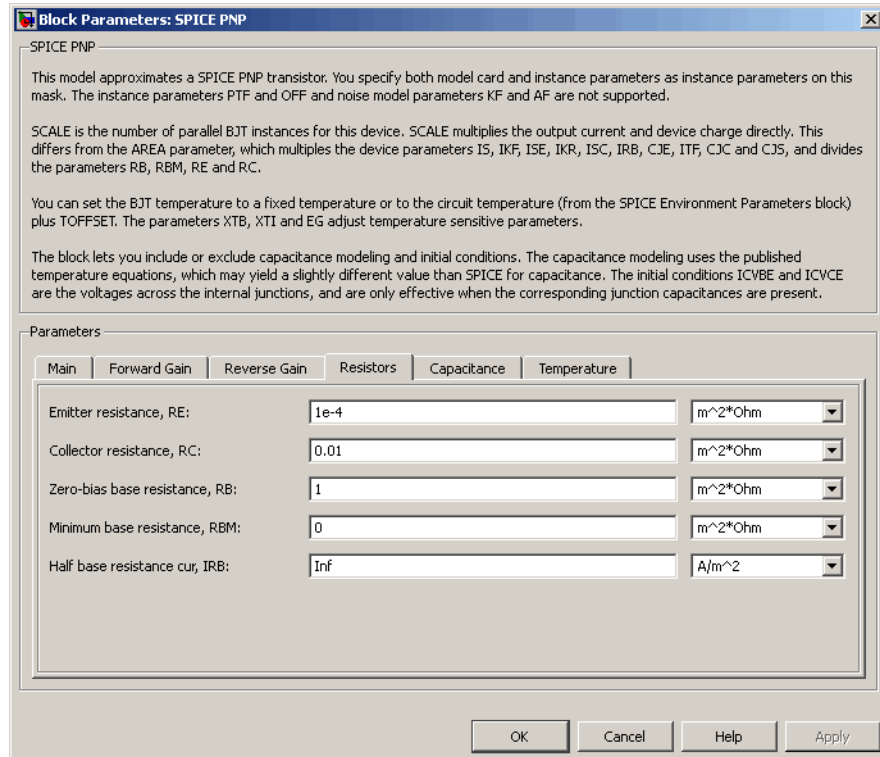 Block Parameters: SPICE PNP
SPICE PNP
This model approximates a SPICE PNP transistor. You specify both model card and instance parameters as instance parameters on this
mask. The instance parameters PTF and OFF and noise model parameters KF and AF are not supported.
SCALE is the number of parallel BJT instances for this device. SCALE multiplies the output current and device charge directly. This
differs from the AREA parameter, which multiplies the device parameters IS, IKF, ISE, IKR, ISC, IRB, CJE, ITF, CJC and CJS, and divides
the parameters RB, RBM, RE and RC.
You can set the BJT temperature to a fixed temperature or to the circuit temperature (from the SPICE Environment Parameters block)
plus TOFFSET. The parameters XTB, XTI and EG adjust temperature sensitive parameters.
The block lets you include or exclude capacitance modeling and initial conditions. The capacitance modeling uses the published
temperature equations, which may yield a slightly different value than SPICE for capacitance. The initial conditions ICVBE and ICVCE
are the voltages across the internal junctions, and are only effective when the corresponding junction capacitances are present.
Parameters
Main Forward Gain Reverse Gain Resistors Capacitance Temperature
Emitter resistance, RE: 1e-4 m^2*Ohm
Collector resistance, RC: 0.01 m^2*Ohm
Zero-bias base resistance, RB: 1 m^2*Ohm
Minimum base resistance, RBM: 0 m^2*Ohm
Half base resistance cur, IRB: Inf A/m^2
OK Cancel Help Apply